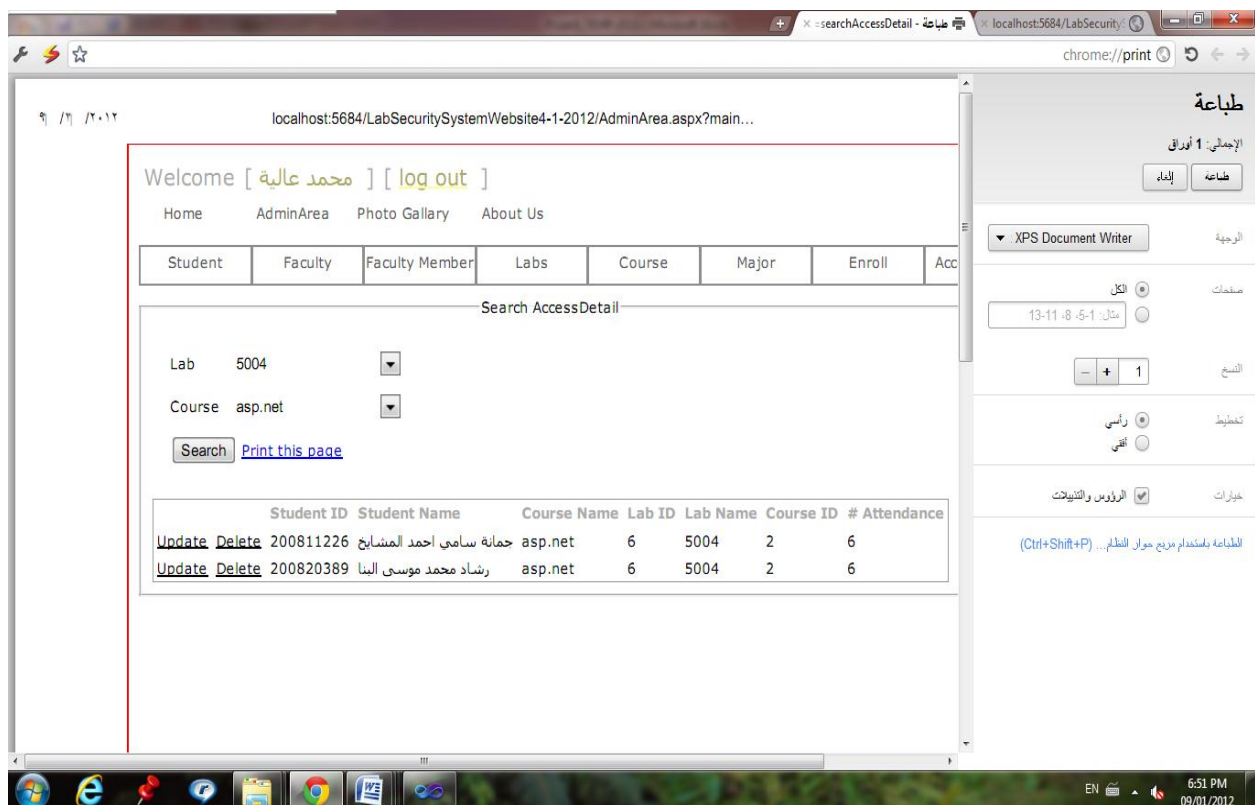 طباعة - searchAccessDetail
localhost:5684/LabSecurity
chrome://print
٢٠١٢/
localhost:5684/LabSecuritySystemWebsite4-1-2012/AdminArea.aspx?main...
Welcome [ محمد عالية ] [ log out ]
Home AdminArea Photo Gallary About Us
Student Faculty Faculty Member Labs Course Major Enroll Acc
Search AccessDetail
Lab 5004
Course asp.net
Search Print this page
Student ID Student Name Course Name Lab ID Lab Name Course ID # Attendance
Update Delete 200811226 جمانة سامي احمد المشايخ asp.net 6 5004 2 6
Update Delete 200820389 رشاد محمد موسى البنا asp.net 6 5004 2 6
طباعة
الإجمالي: 1 أوراق
طباعة إلغاء
الوجهة XPS Document Writer
صفحات الكل
مثال: 1-5، 8، 11-13
النسخ 1 + –
تخطيط رأسي
أفقي
خيارات الرؤوس والتذييلات
الطباعة باستخدام مربع حوار النظام... (Ctrl+Shift+P)
EN 6:51 PM
09/01/2012